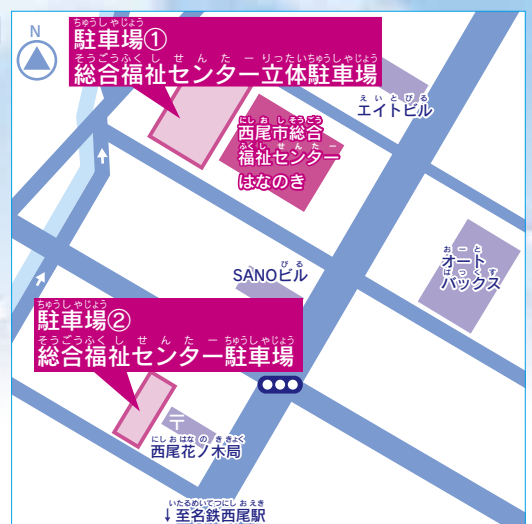 N
ちゅうしゃじょう
駐車場①
そうごうふくしせんたーりったいちゅうしゃじょう
総合福祉センター立体駐車場
えいとびる
エイトビル
にしおしそうごう
西尾市総合
ふくしせんたー
福祉センター
はなのき
おーと
オート
ばっくす
バックス
びる
SANOビル
ちゅうしゃじょう
駐車場②
そうごうふくしせんたーちゅうしゃじょう
総合福祉センター駐車場
〒
にしおはなのききょく
西尾花ノ木局
いたるめいてつにしおえき
↓至名鉄西尾駅